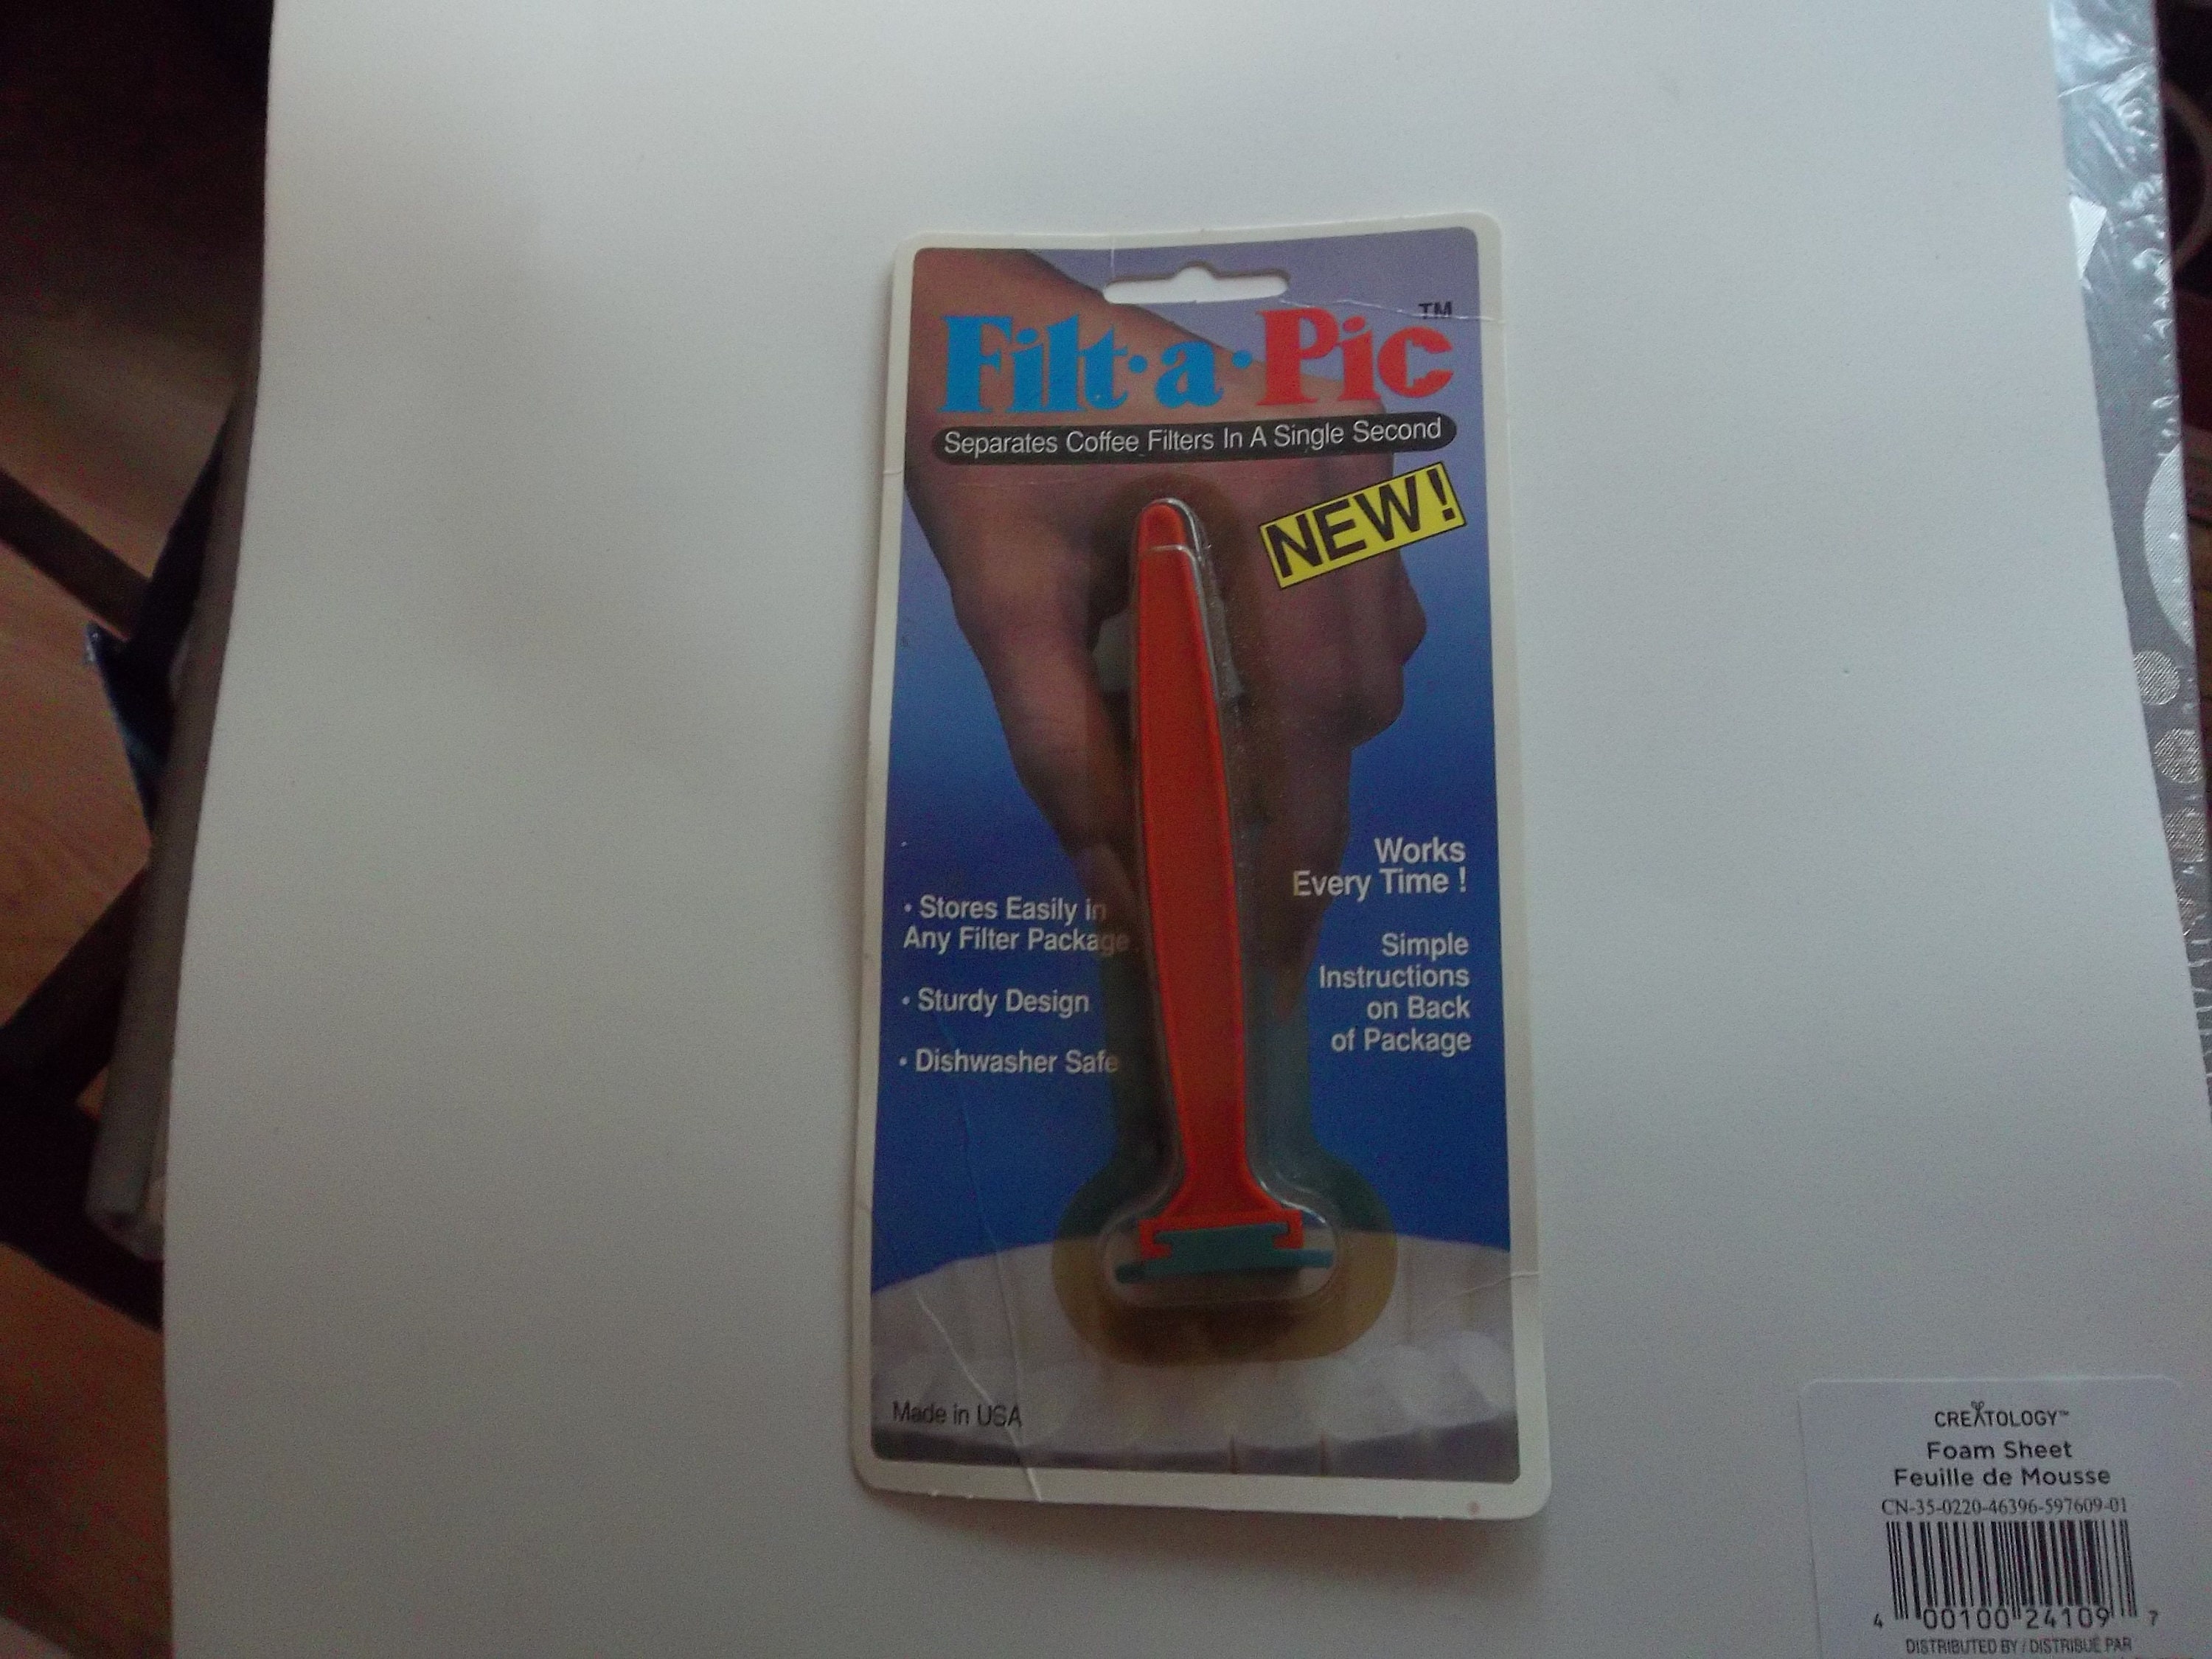 Filt·a·Pic™
Separates Coffee Filters In A Single Second
NEW!
Works
Every Time !
• Stores Easily in
Any Filter Package
• Sturdy Design
• Dishwasher Safe
Simple
Instructions
on Back
of Package
Made in USA
CREATOLOGY™
Foam Sheet
Feuille de Mousse
CN-35-0220-46396-597609-01
4 00100 24109 7
DISTRIBUTED BY / DISTRIBUÉ PAR